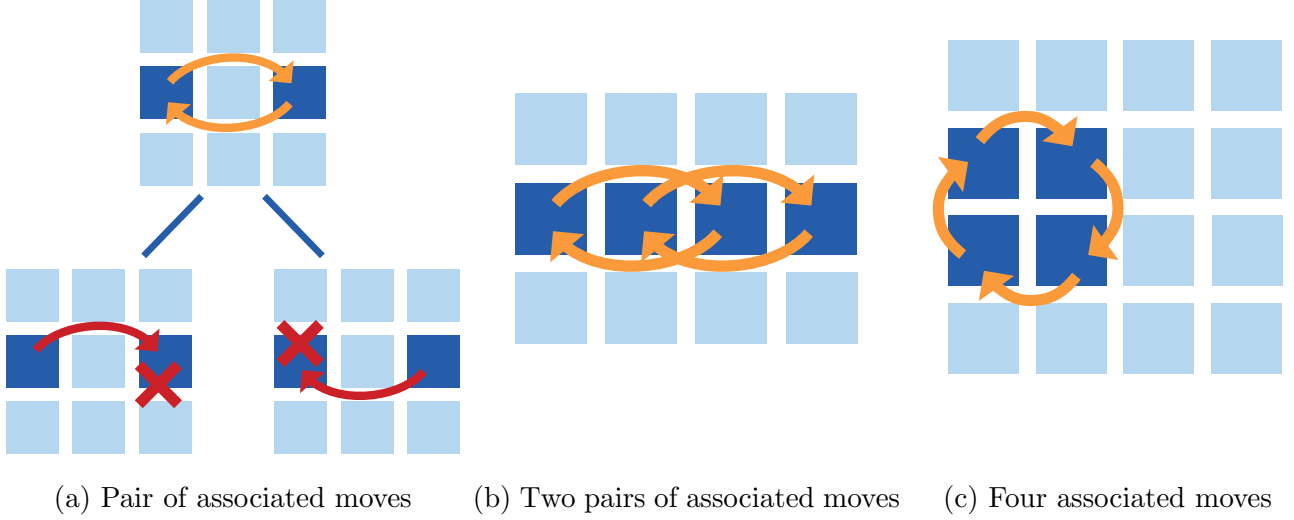 (a) Pair of associated moves
(b) Two pairs of associated moves
(c) Four associated moves